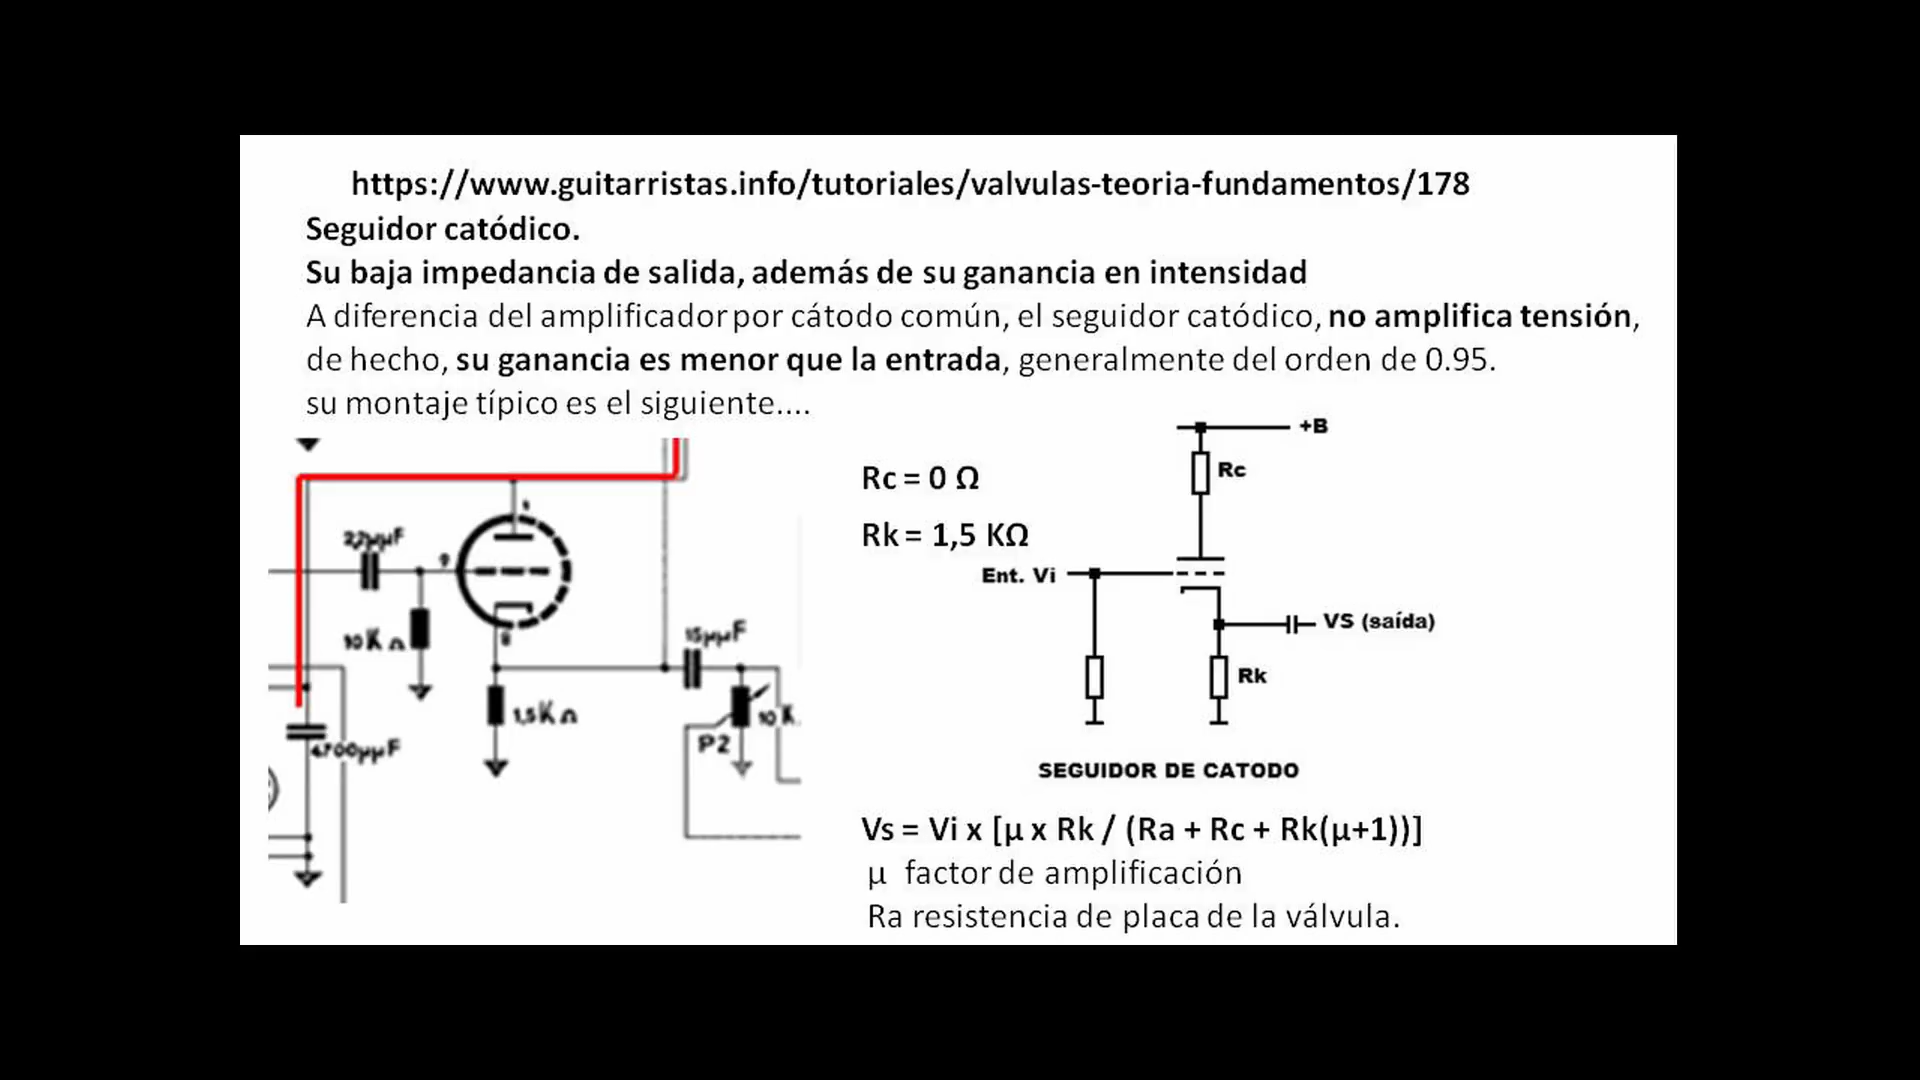 https://www.guitarristas.info/tutoriales/valvulas-teoria-fundamentos/178
Seguidor catódico.
Su baja impedancia de salida, además de su ganancia en intensidad
A diferencia del amplificador por cátodo común, el seguidor catódico, no amplifica tensión,
de hecho, su ganancia es menor que la entrada, generalmente del orden de 0.95.
su montaje típico es el siguiente....
+B
Rc = 0 Ω
Rc
Rk = 1,5 KΩ
Ent. Vi
VS (saída)
Rk
SEGUIDOR DE CATODO
Vs = Vi x [µ x Rk / (Ra + Rc + Rk(µ+1))]
µ factor de amplificación
Ra resistencia de placa de la válvula.
9
8
10K Ω
15µµF
1,5K Ω
10 K
P2
4700µµF